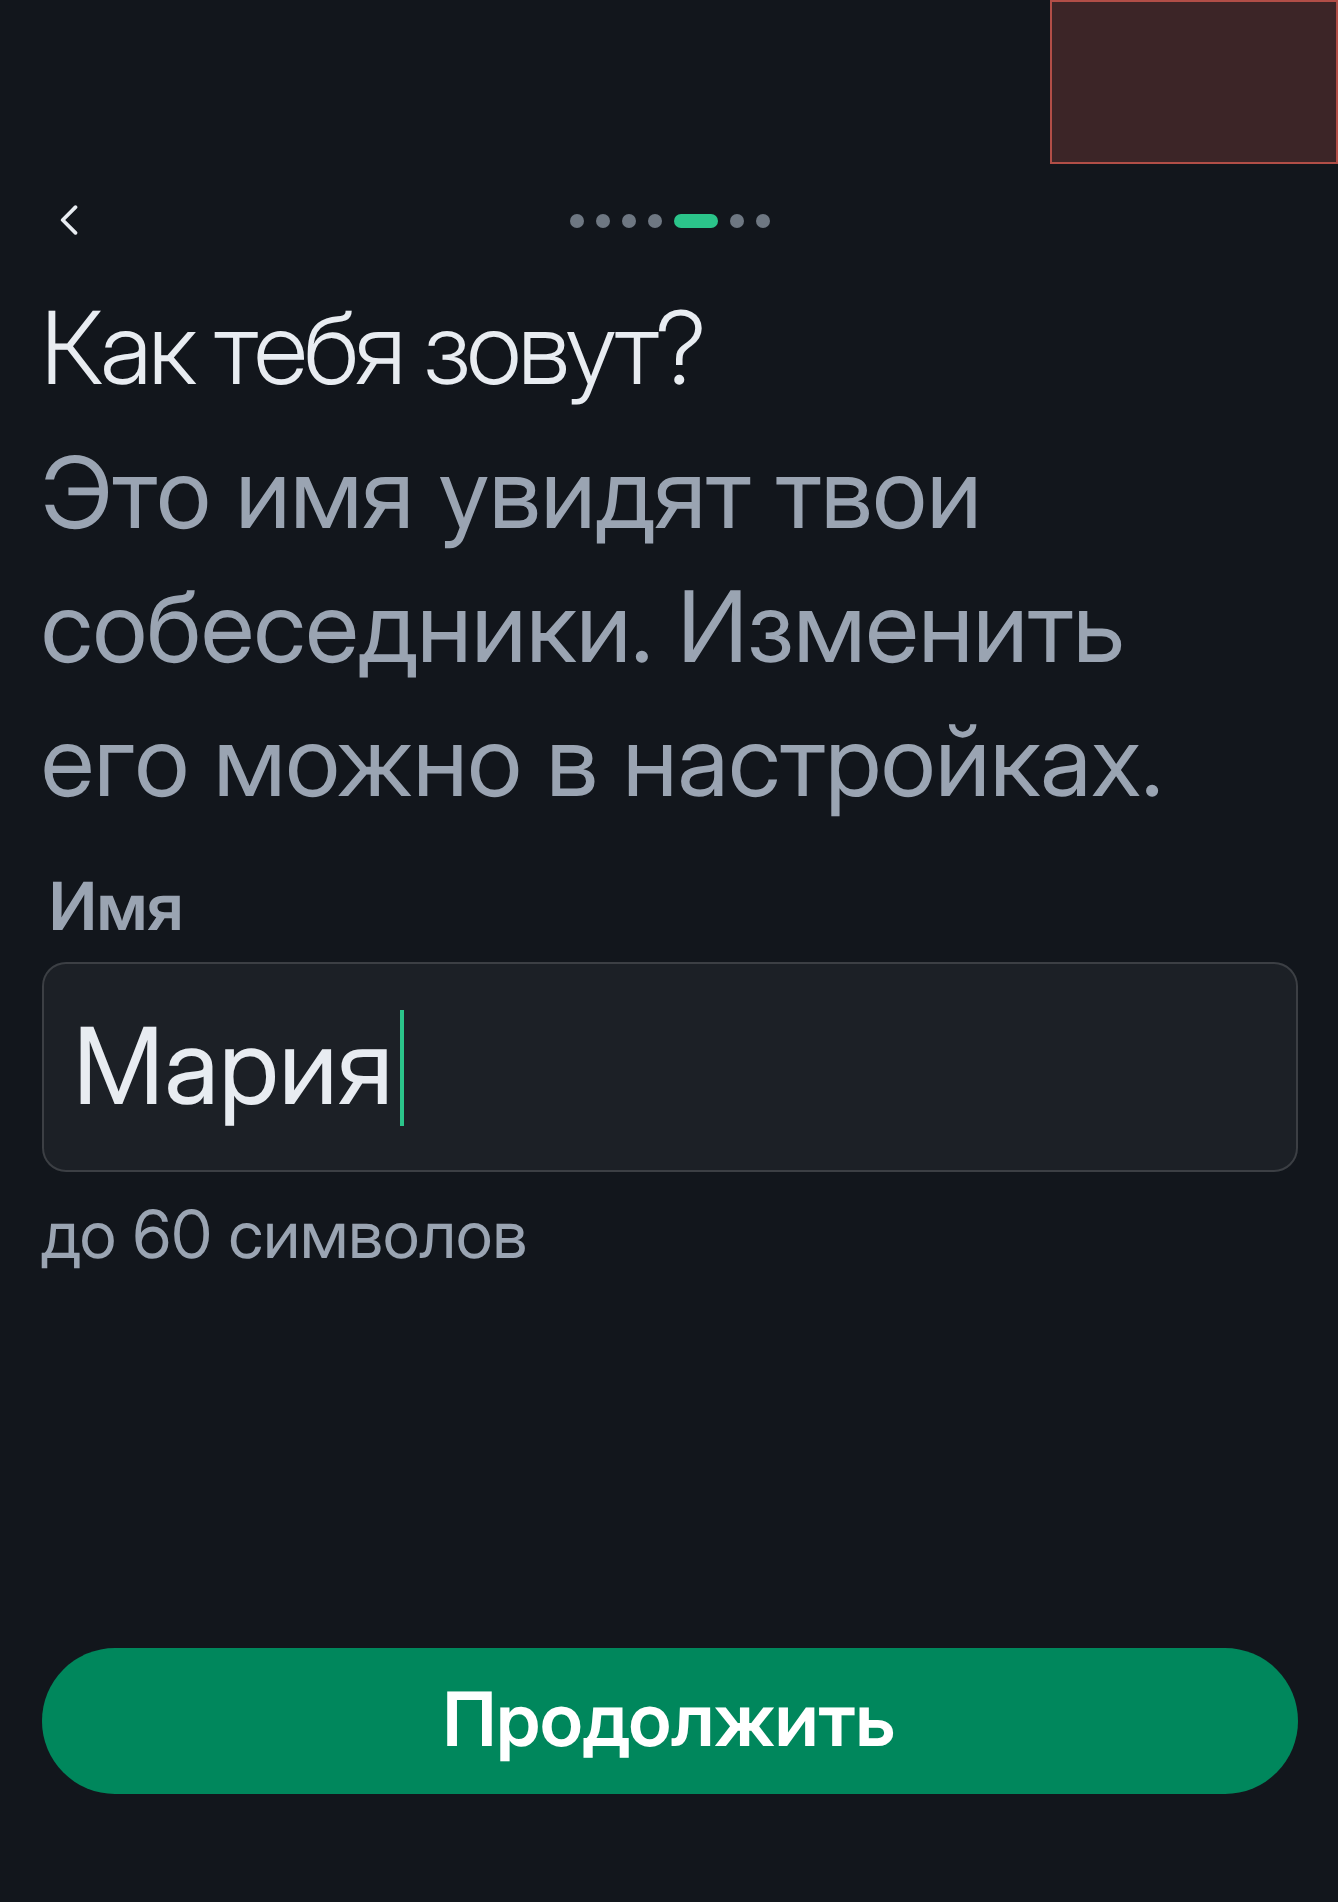 Как тебя зовут?
Это имя увидят твои
собеседники. Изменить
его можно в настройках.
Имя
Мария
до 60 символов
Продолжить